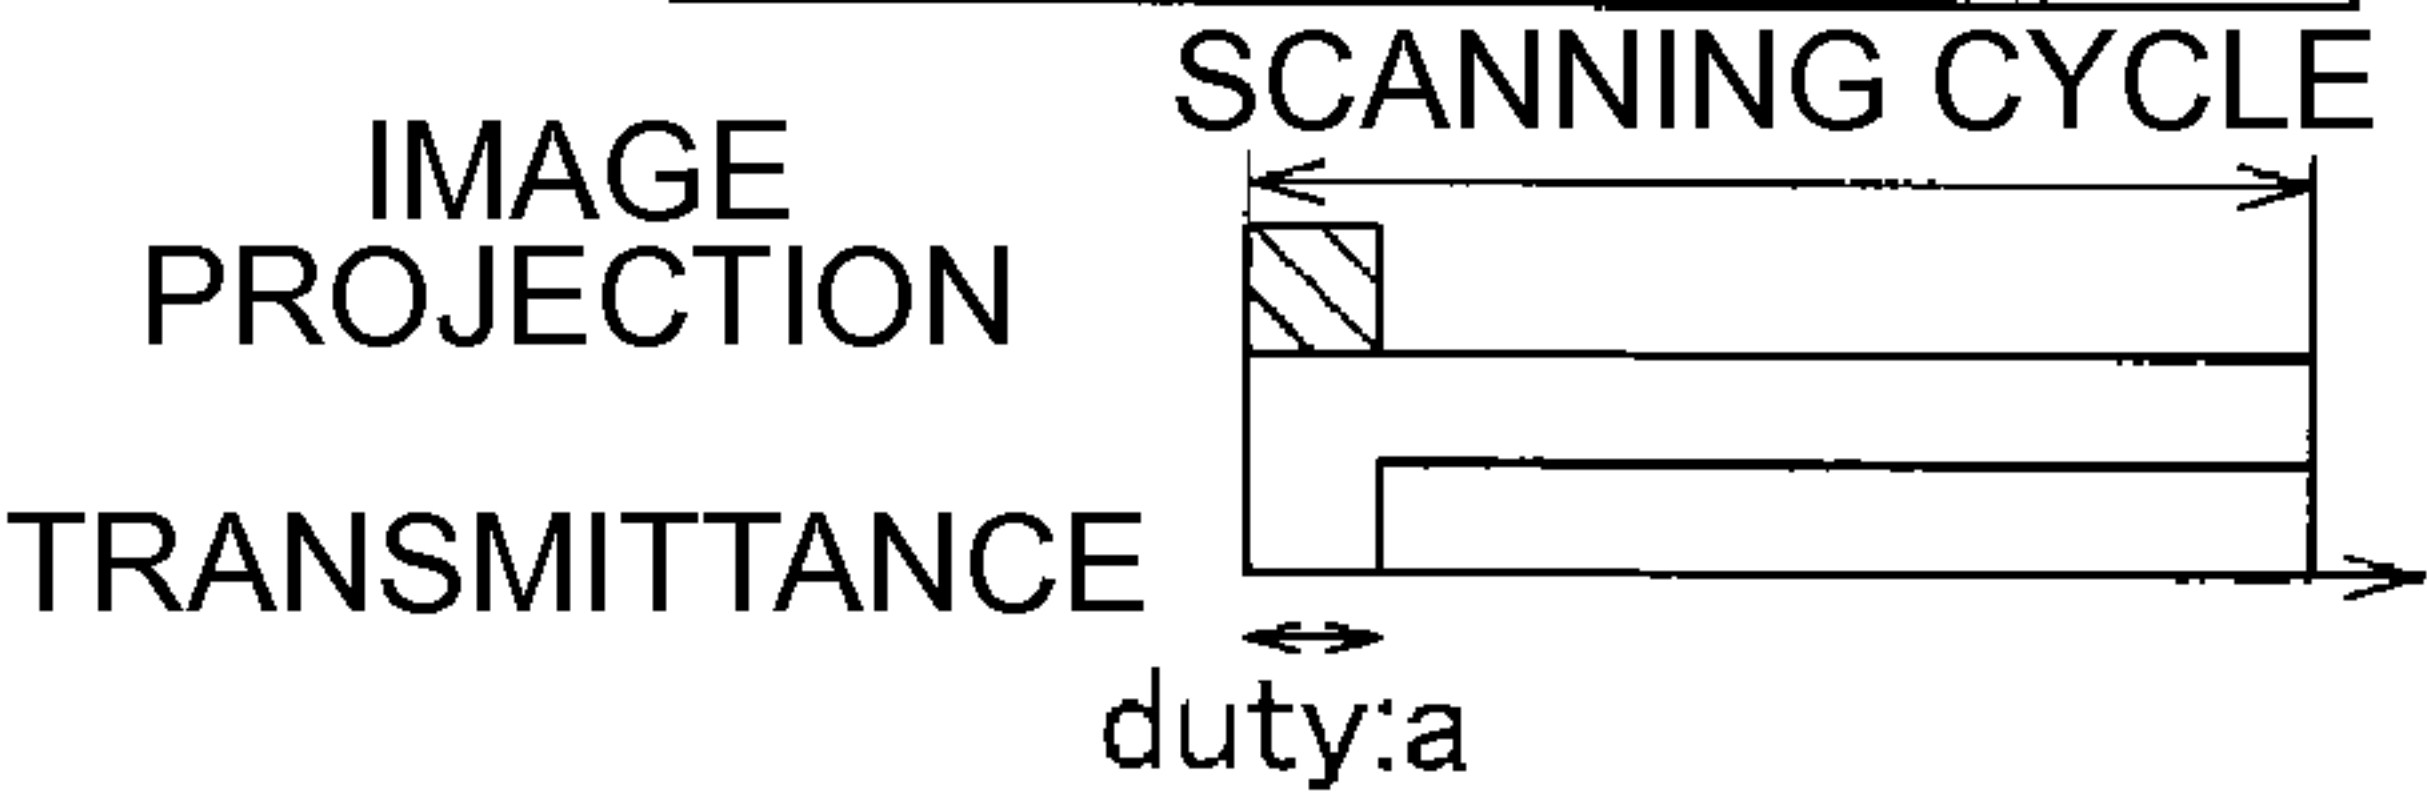 SCANNING CYCLE
IMAGE
PROJECTION
TRANSMITTANCE
duty:a